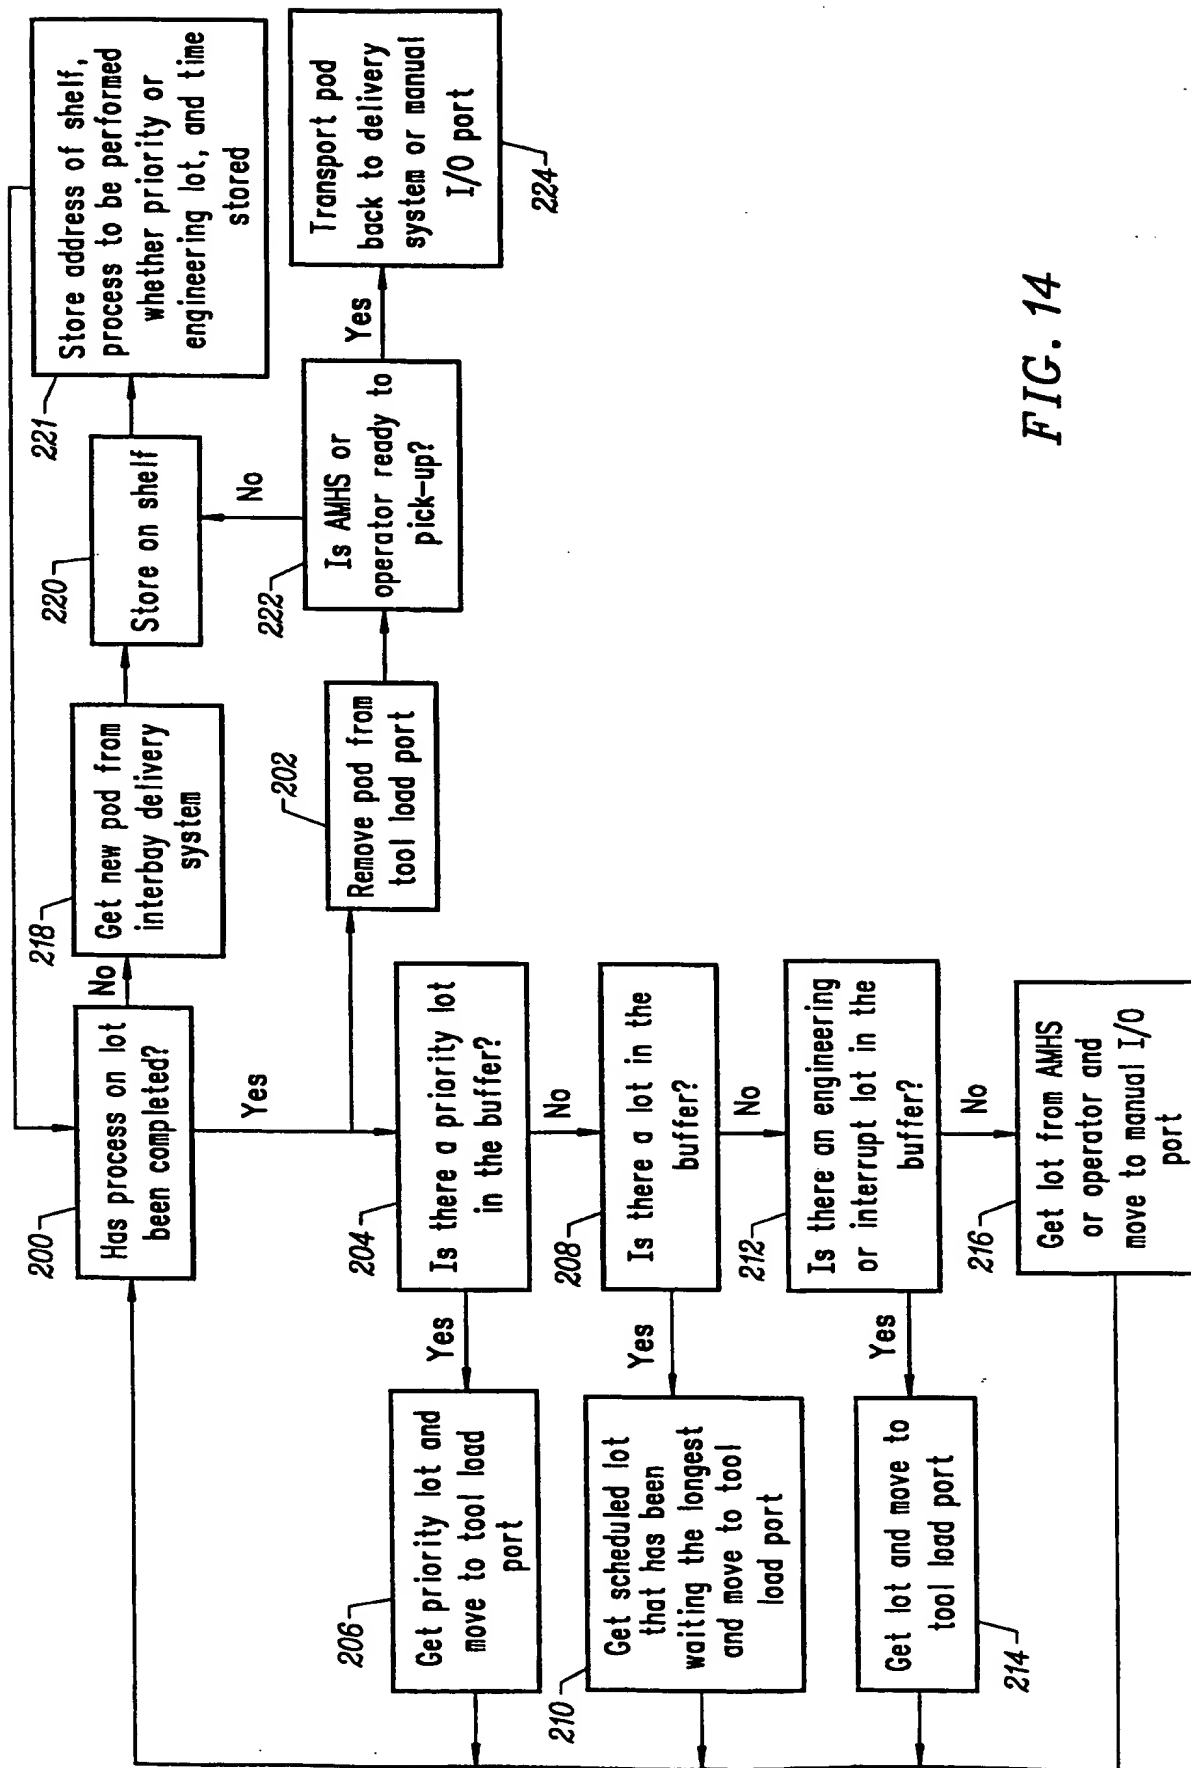 221
Store address of shelf,
process to be performed
whether priority or
engineering lot, and time
stored
220
Store on shelf
218
Get new pod from
interbay delivery
system
No
200
Has process on lot
been completed?
Yes
202
Remove pod from
tool load port
222
Is AMHS or
operator ready to
pick-up?
No
Yes
Transport pod
back to delivery
system or manual
I/O port
224
204
Is there a priority lot
in the buffer?
Yes
206
Get priority lot and
move to tool load
port
No
208
Is there a lot in the
buffer?
Yes
210
Get scheduled lot
that has been
waiting the longest
and move to tool
load port
No
212
Is there an engineering
or interrupt lot in the
buffer?
Yes
Get lot and move to
tool load port
214
No
216
Get lot from AMHS
or operator and
move to manual I/O
port
FIG. 14